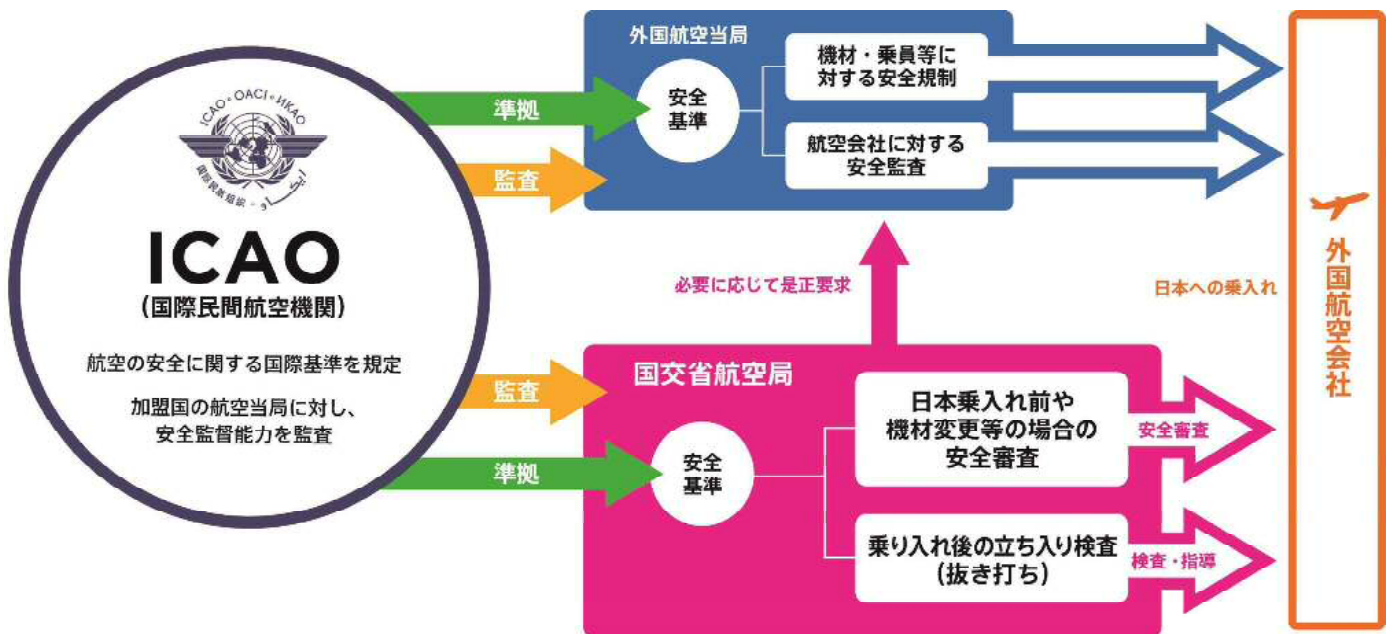 ICAO・OACI・ИКАО
国际民航组织
ICAO
(国際民間航空機関)
航空の安全に関する国際基準を規定
加盟国の航空当局に対し、
安全監督能力を監査
準拠
監査
外国航空当局
安全
基準
機材・乗員等に
対する安全規制
航空会社に対する
安全監査
必要に応じて是正要求
日本への乗入れ
監査
準拠
国交省航空局
安全
基準
日本乗入れ前や
機材変更等の場合の
安全審査
安全審査
乗り入れ後の立ち入り検査
(抜き打ち)
検査・指導
外国航空会社